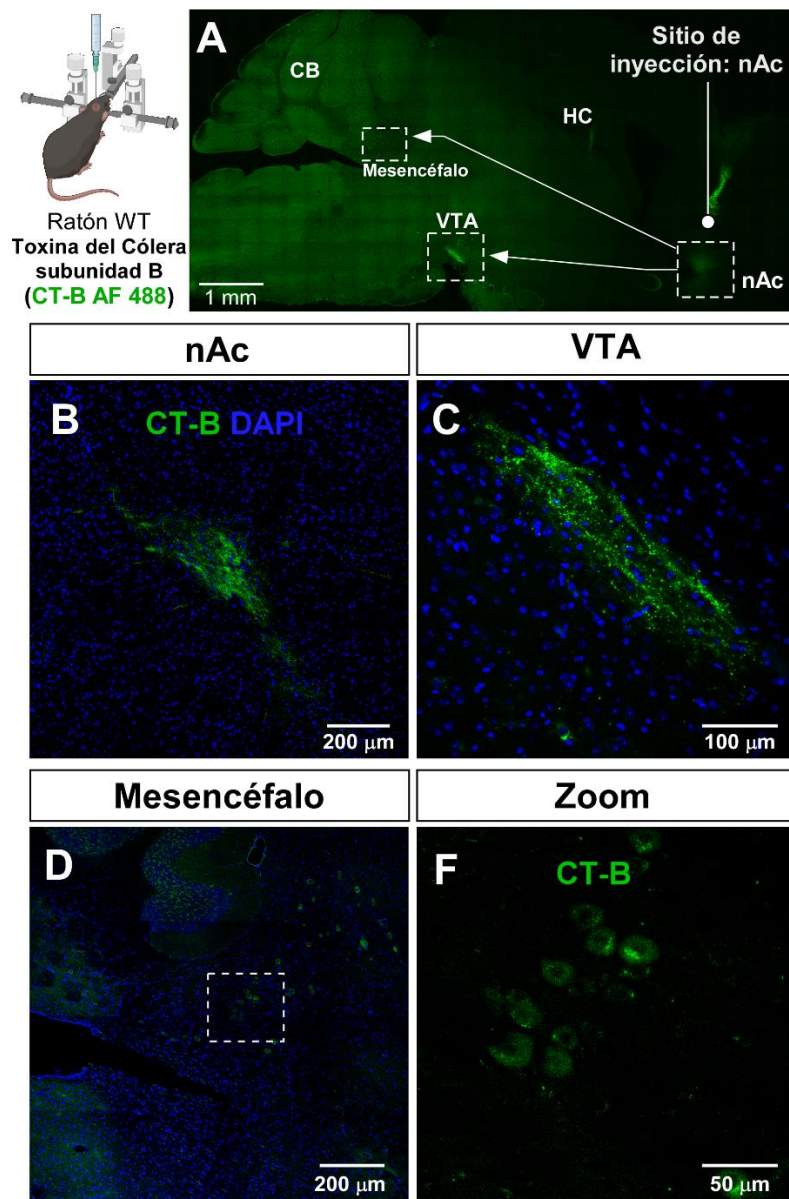 A
CB
HC
Sitio de
inyección: nAc
Mesencéfalo
VTA
nAc
1 mm
Ratón WT
Toxina del Cólera
subunidad B
(CT-B AF 488)
nAc
VTA
B
CT-B DAPI
200 μm
C
100 μm
Mesencéfalo
Zoom
D
200 μm
F
CT-B
50 μm